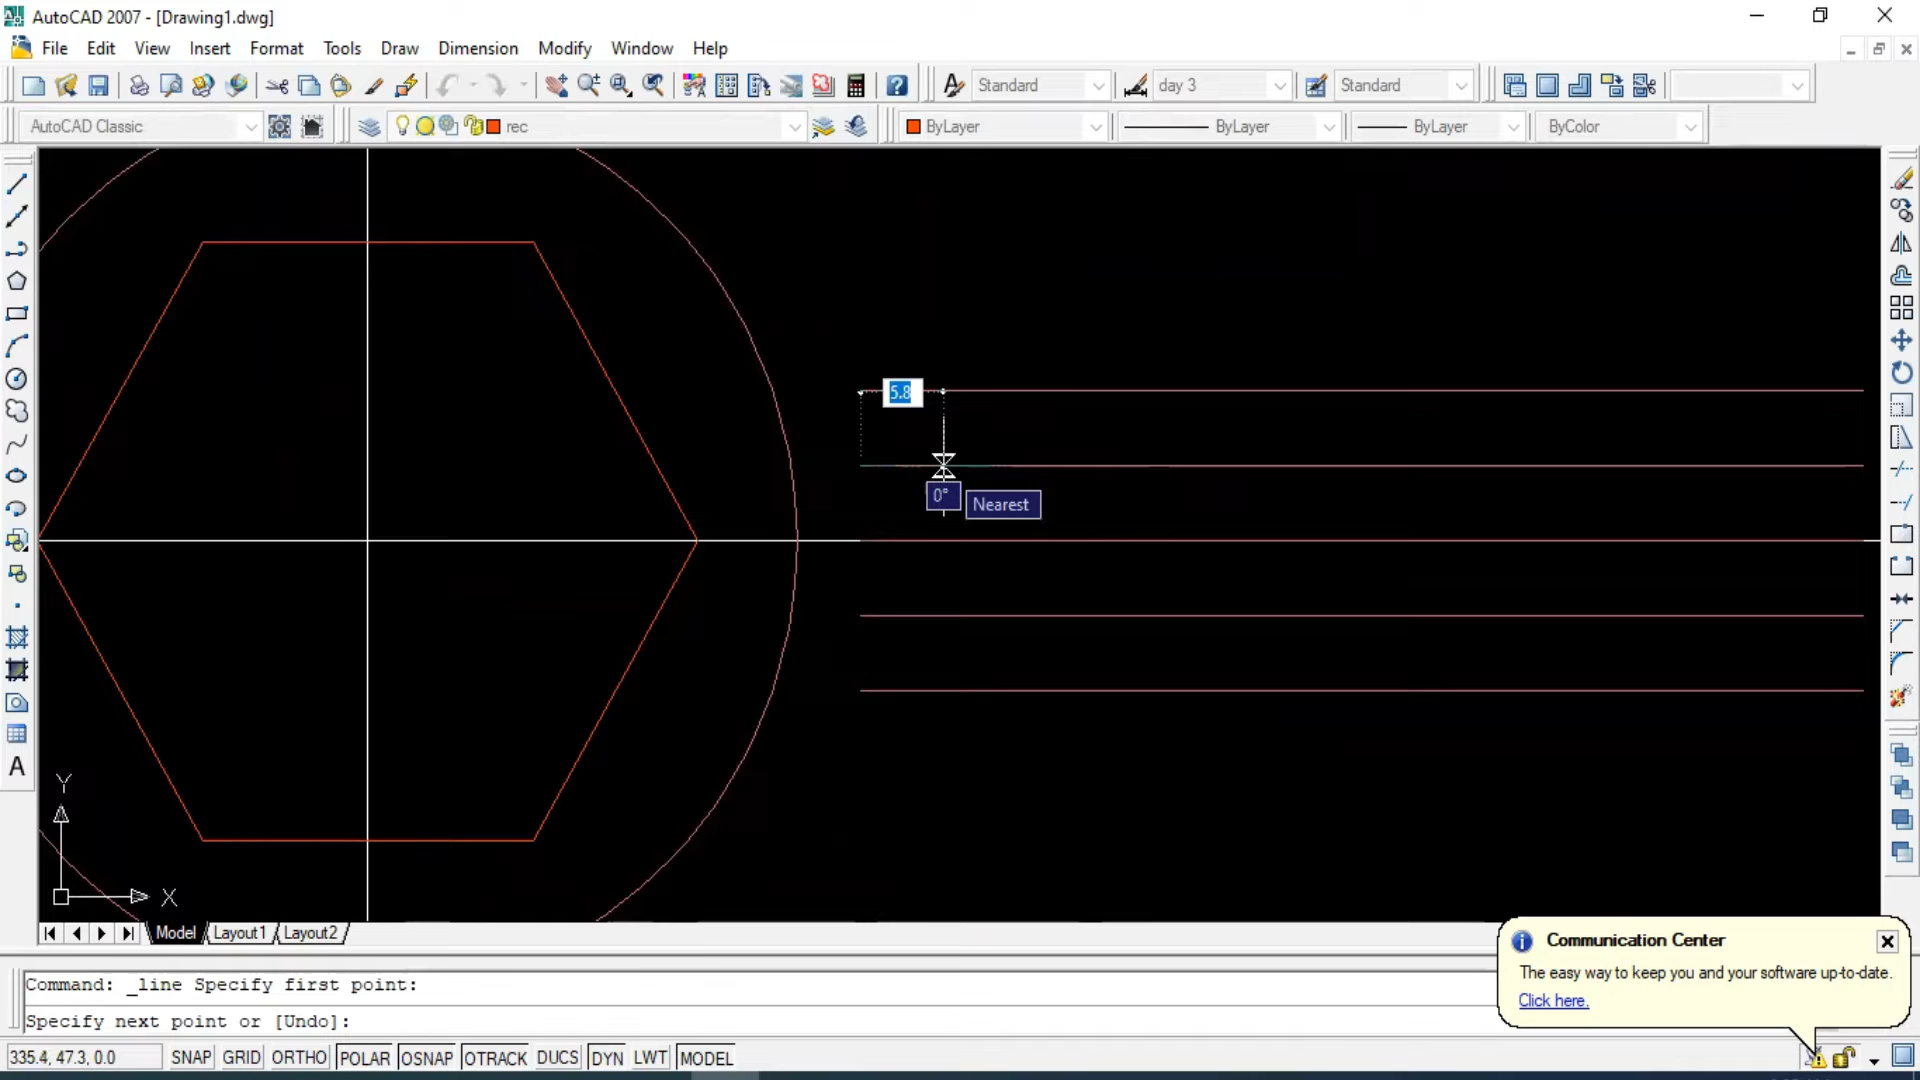 AutoCAD 2007 - [Drawing1.dwg]
File Edit View Insert Format Tools Draw Dimension Modify Window Help
Standard day 3 Standard
AutoCAD Classic rec ByLayer ByLayer ByLayer ByColor
5.8
0° Nearest
Y
X
A
Model Layout1 Layout2
Communication Center
The easy way to keep you and your software up-to-date.
Click here.
Command: _line Specify first point:
Specify next point or [Undo]:
335.4, 47.3, 0.0 SNAP GRID ORTHO POLAR OSNAP OTRACK DUCS DYN LWT MODEL